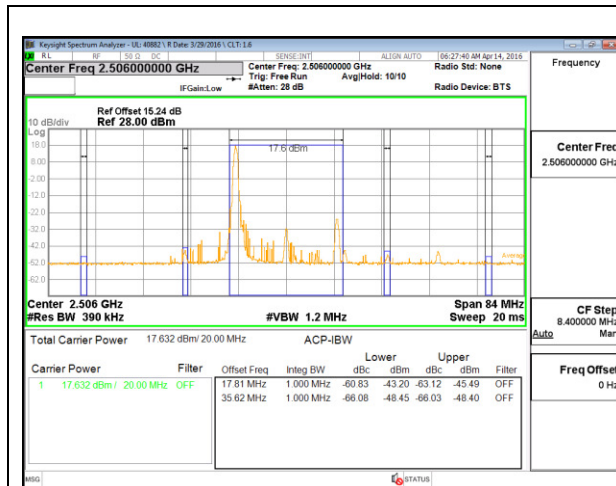 Keysight Spectrum Analyzer - UL: 40882 \ R Date: 3/29/2016 \ CLT: 1.6
RL RF 50 Ω DC SENSE:INT ALIGN AUTO 06:27:40 AM Apr 14, 2016
Center Freq 2.506000000 GHz
Center Freq: 2.506000000 GHz
Radio Std: None
Trig: Free Run Avg|Hold: 10/10
IFGain:Low #Atten: 28 dB Radio Device: BTS
Frequency
Ref Offset 15.24 dB
10 dB/div Ref 28.00 dBm
Log
18.0
8.00
-2.00
-12.0
-22.0
-32.0
-42.0
-52.0
-62.0
17.6 dBm
Average
Center 2.506 GHz Span 84 MHz
#Res BW 390 kHz #VBW 1.2 MHz Sweep 20 ms
Total Carrier Power 17.632 dBm/ 20.00 MHz ACP-IBW
Lower Upper
Carrier Power Filter Offset Freq Integ BW dBc dBm dBc dBm Filter
1 17.632 dBm / 20.00 MHz OFF 17.81 MHz 1.000 MHz -60.83 -43.20 -63.12 -45.49 OFF
35.62 MHz 1.000 MHz -66.08 -48.45 -66.03 -48.40 OFF
Center Freq
2.506000000 GHz
CF Step
8.400000 MHz
Auto Man
Freq Offset
0 Hz
MSG STATUS